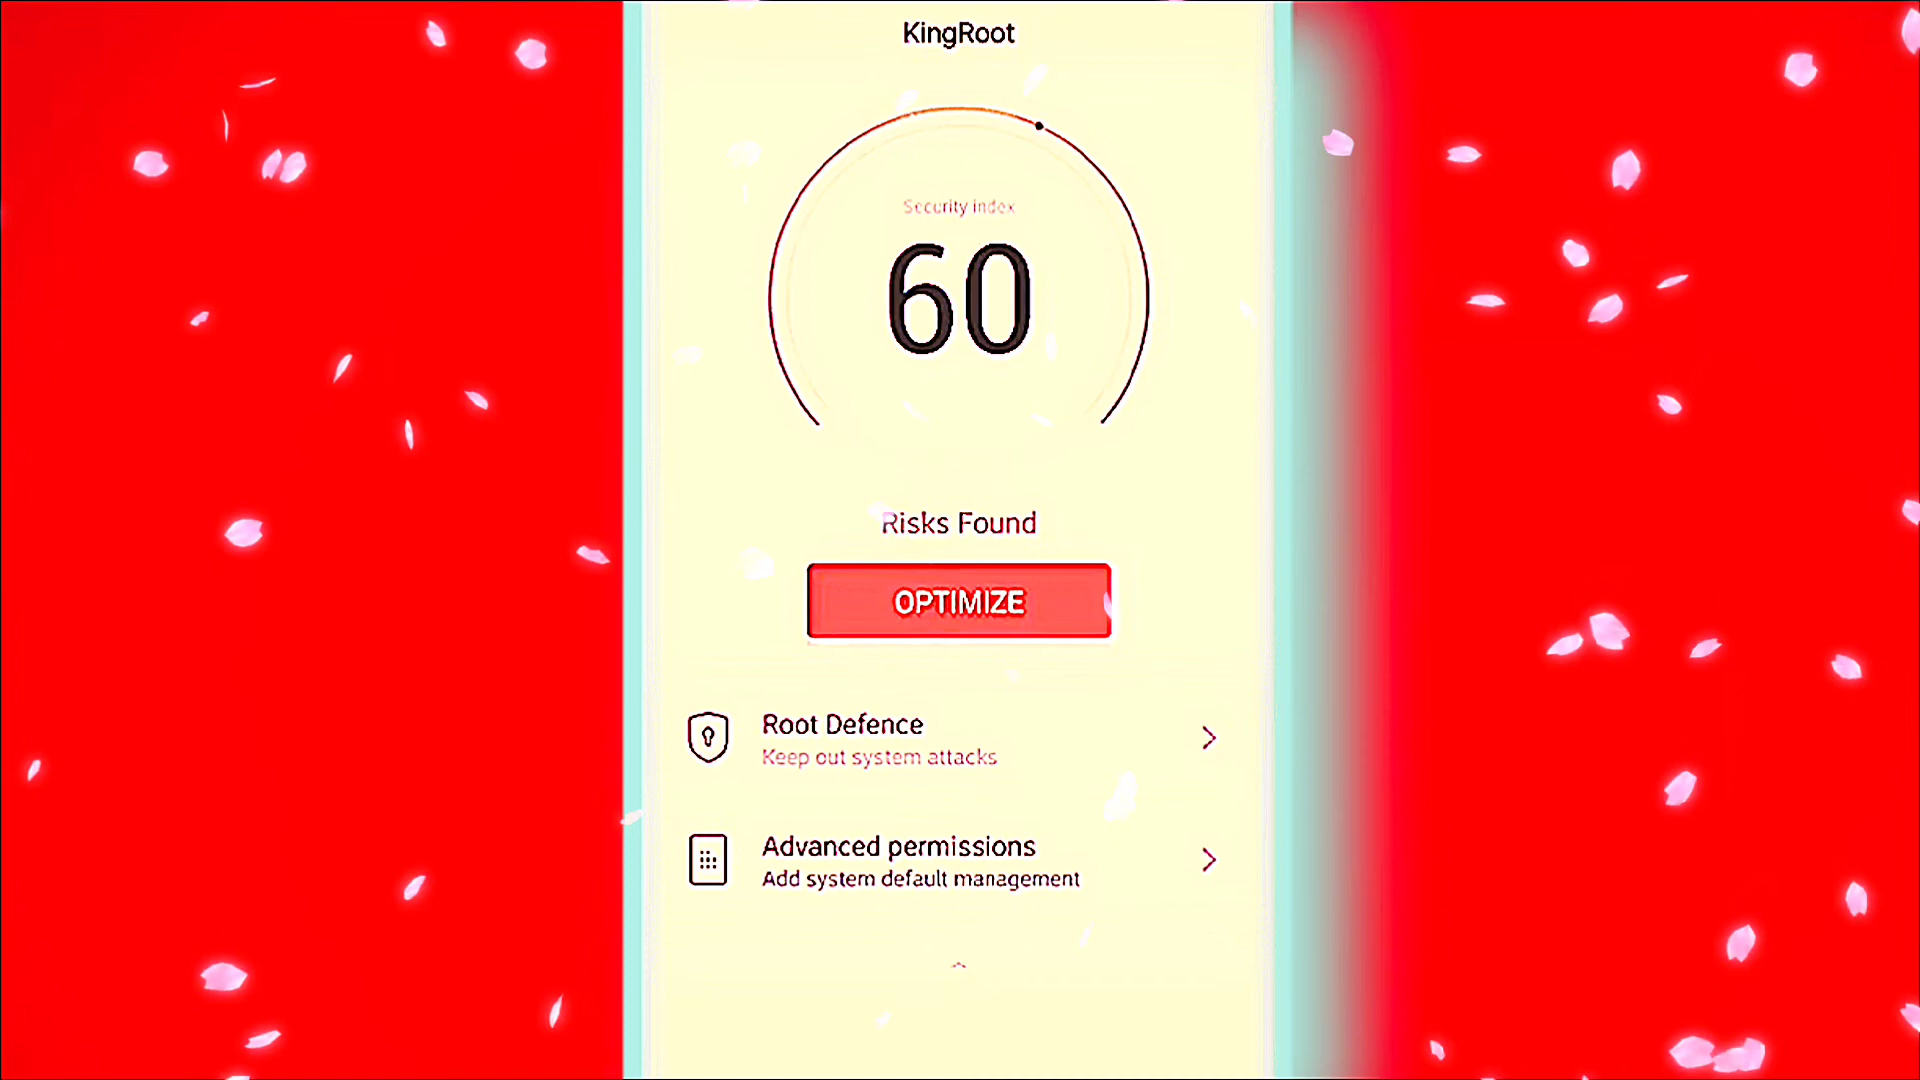 KingRoot
Security index
60
Risks Found
OPTIMIZE
Root Defence
Keep out system attacks
Advanced permissions
Add system default management